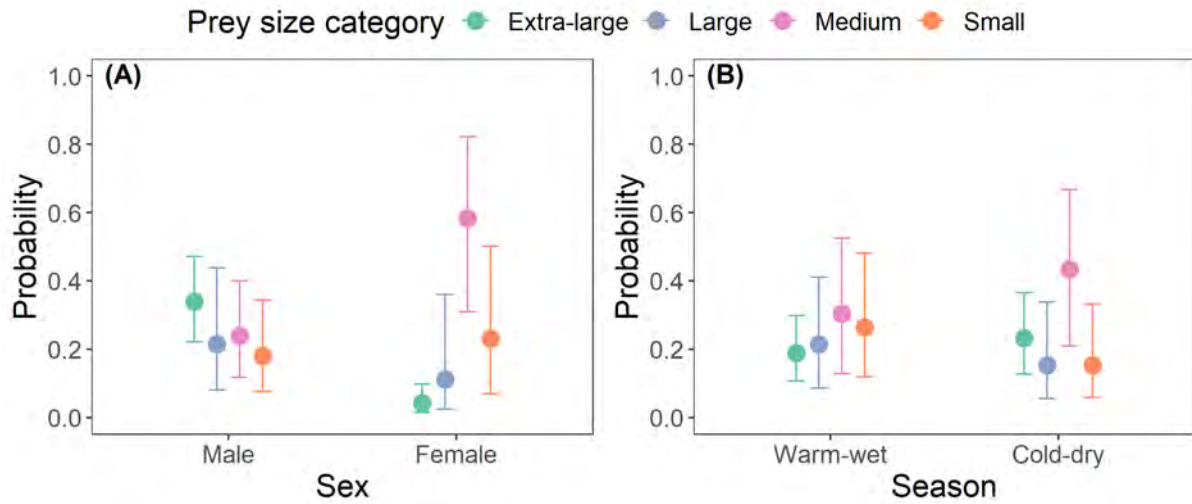 Prey size category Extra-large Large Medium Small
(A)
1.0
0.8
0.6
0.4
0.2
0.0
Probability
Male Female
Sex
(B)
1.0
0.8
0.6
0.4
0.2
0.0
Probability
Warm-wet Cold-dry
Season